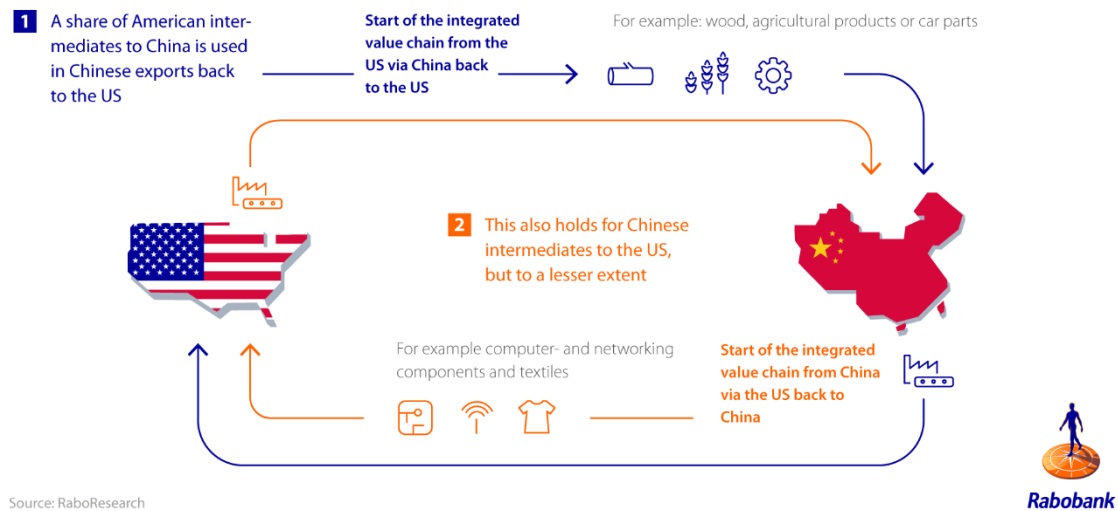 1
A share of American inter-
mediates to China is used
in Chinese exports back
to the US
Start of the integrated
value chain from the
US via China back
to the US
For example: wood, agricultural products or car parts
2
This also holds for Chinese
intermediates to the US,
but to a lesser extent
For example computer- and networking
components and textiles
Start of the integrated
value chain from China
via the US back to
China
Source: RaboResearch
Rabobank